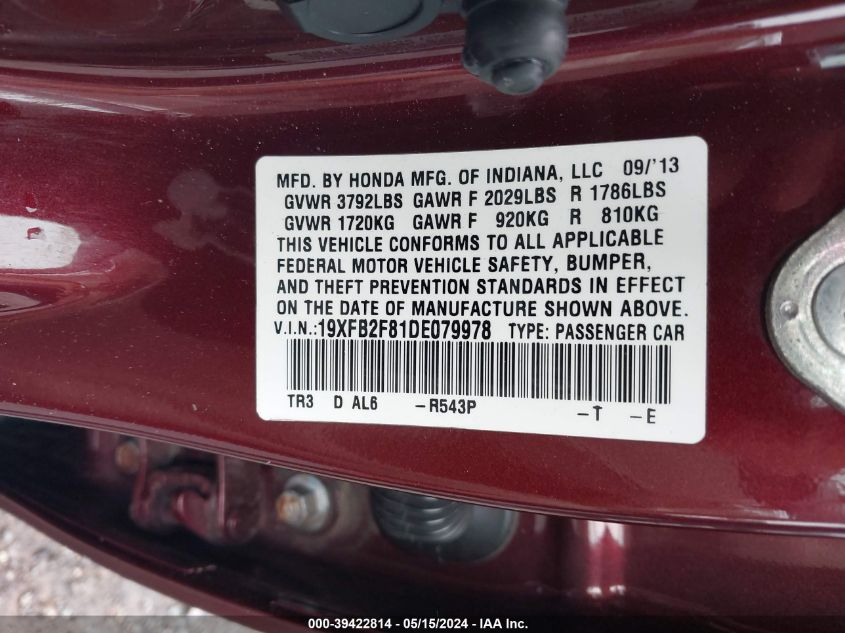 MFD. BY HONDA MFG. OF INDIANA, LLC 09/'13
GVWR 3792LBS GAWR F 2029LBS R 1786LBS
GVWR 1720KG GAWR F 920KG R 810KG
THIS VEHICLE CONFORMS TO ALL APPLICABLE
FEDERAL MOTOR VEHICLE SAFETY, BUMPER,
AND THEFT PREVENTION STANDARDS IN EFFECT
ON THE DATE OF MANUFACTURE SHOWN ABOVE.
V.I.N.:19XFB2F81DE079978 TYPE: PASSENGER CAR
TR3 D AL6 -R543P -T -E
000-39422814 - 05/15/2024 - IAA Inc.